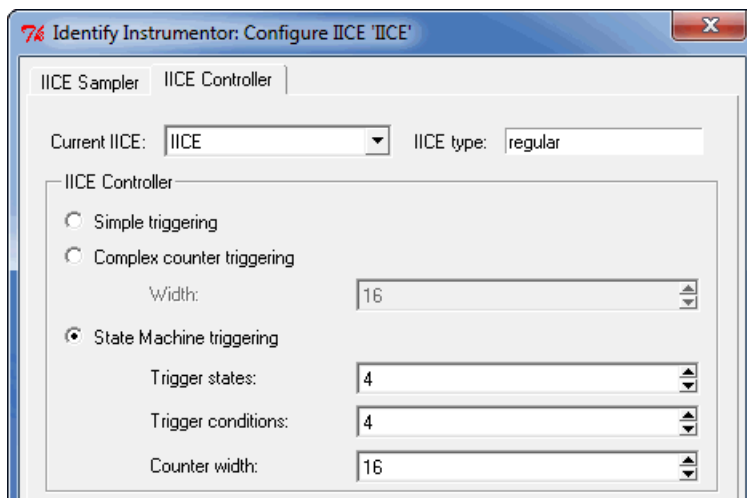 Identify Instrumentor: Configure IICE 'IICE'
IICE Sampler IICE Controller
Current IICE: IICE IICE type: regular
IICE Controller
Simple triggering
Complex counter triggering
Width: 16
State Machine triggering
Trigger states: 4
Trigger conditions: 4
Counter width: 16